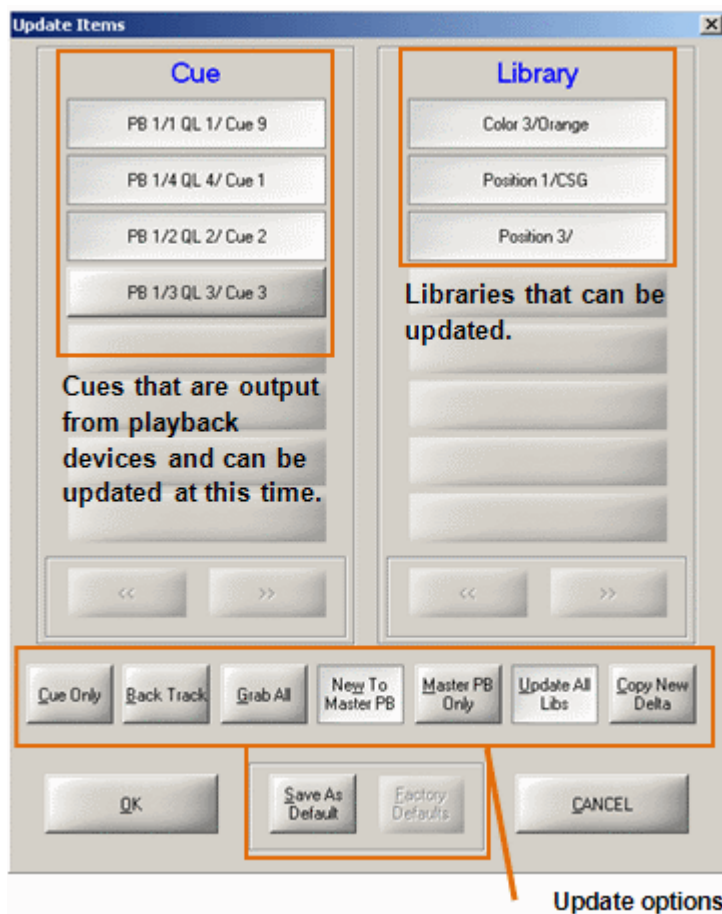 Update Items
Cue
PB 1/1 QL 1/ Cue 9
PB 1/4 QL 4/ Cue 1
PB 1/2 QL 2/ Cue 2
PB 1/3 QL 3/ Cue 3
Cues that are output
from playback
devices and can be
updated at this time.
<< >>
Library
Color 3/Orange
Position 1/CSG
Position 3/
Libraries that can be
updated.
<< >>
Cue Only
Back Track
Grab All
New To
Master PB
Master PB
Only
Update All
Libs
Copy New
Delta
OK
Save As
Default
Factory
Defaults
CANCEL
Update options